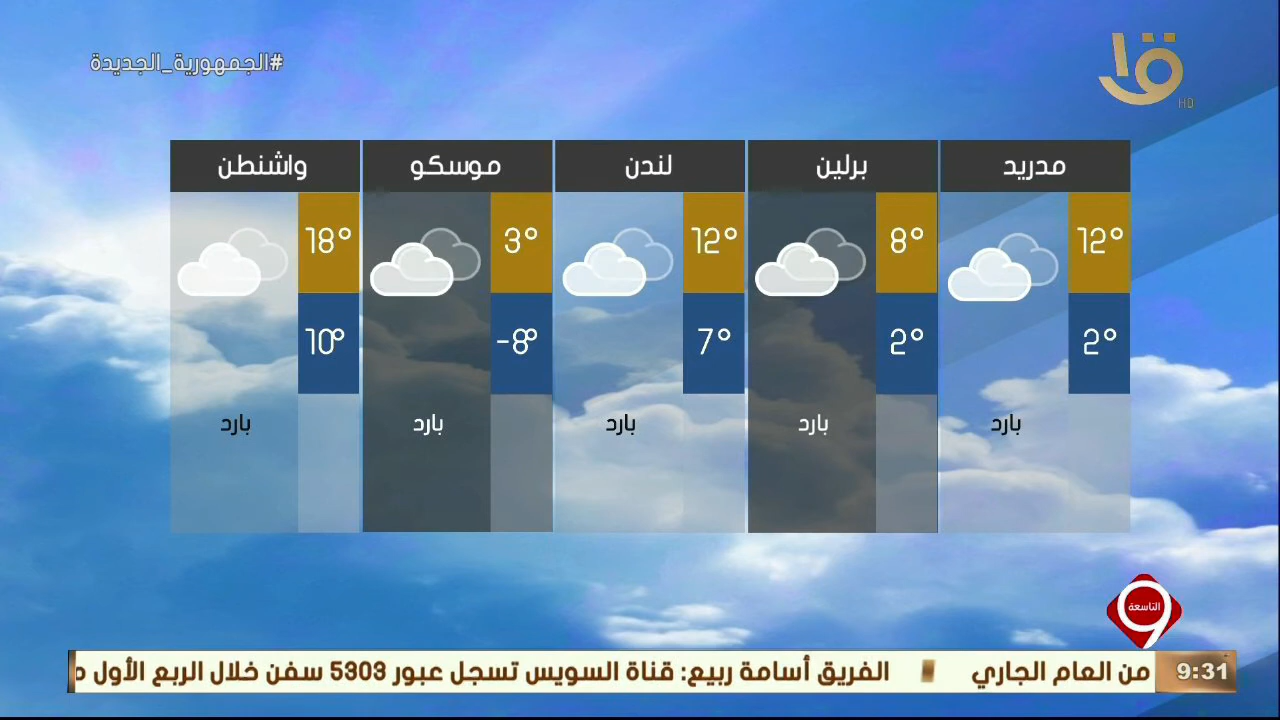 #الجمهورية_الجديدة
HD
مدريد
برلين
لندن
موسكو
واشنطن
12°
8°
12°
3°
18°
2°
2°
7°
-8°
10°
بارد
بارد
بارد
بارد
بارد
التاسعة
9:31
من العام الجاري
الفريق أسامة ربيع: قناة السويس تسجل عبور 5303 سفن خلال الربع الأول